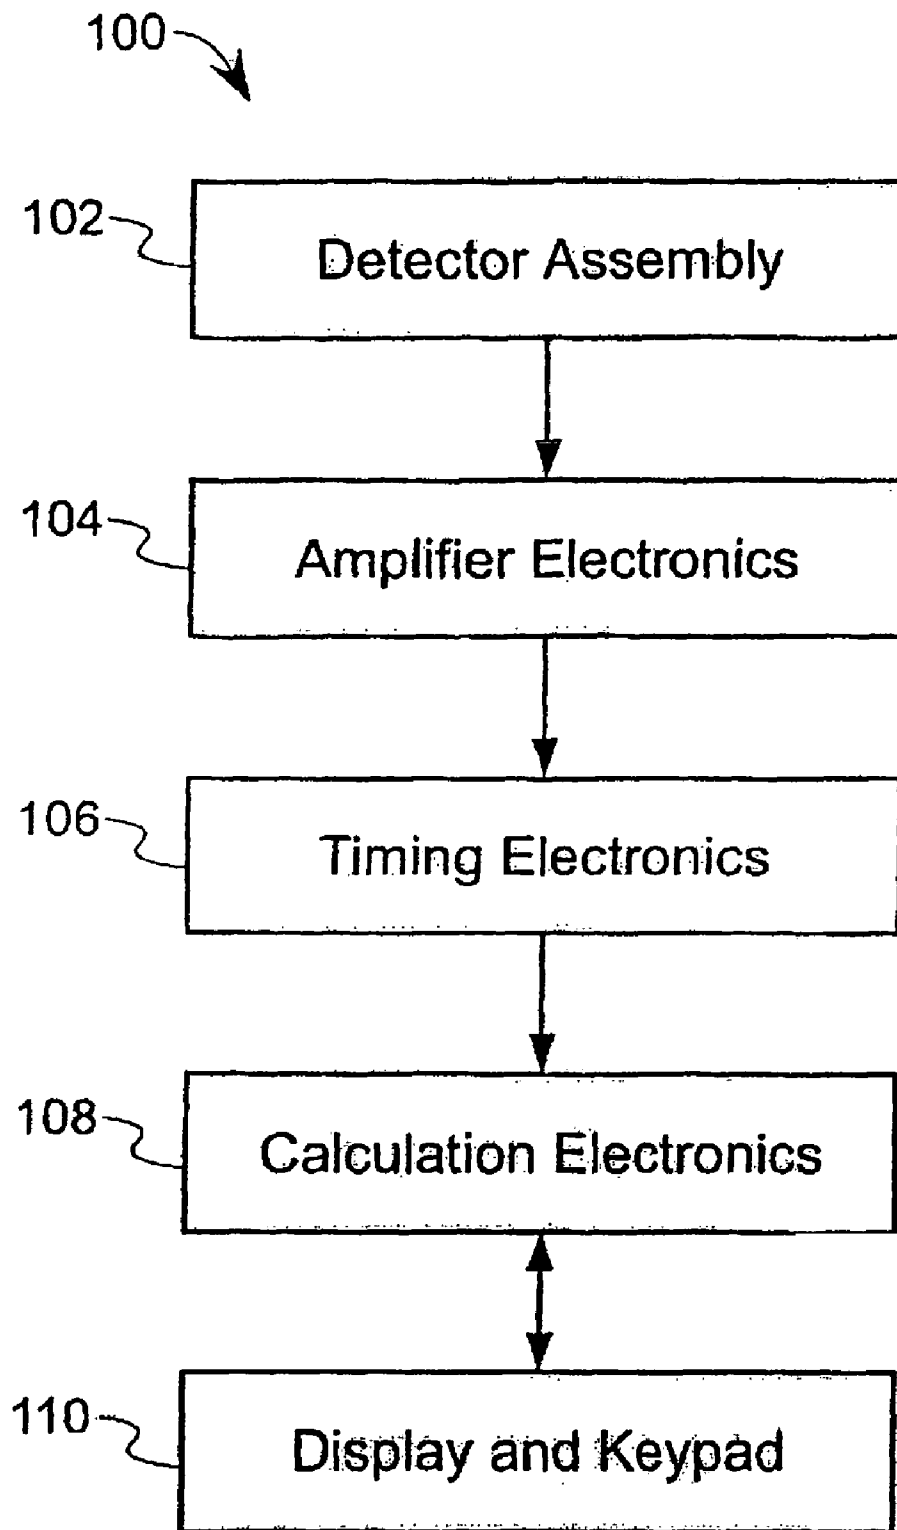 100
102
Detector Assembly
104
Amplifier Electronics
106
Timing Electronics
108
Calculation Electronics
110
Display and Keypad